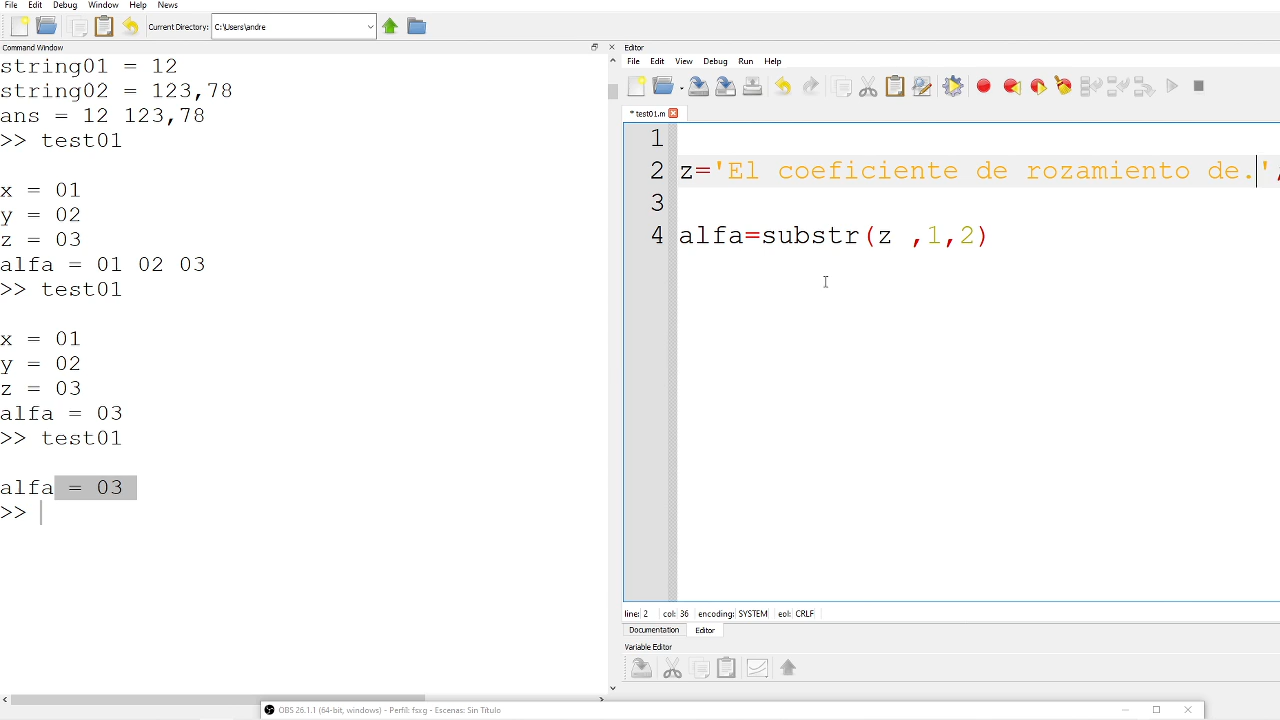 File Edit Debug Window Help News
Current Directory: C:\Users\andre
Command Window
string01 = 12
string02 = 123,78
ans = 12 123,78
>> test01
x = 01
y = 02
z = 03
alfa = 01 02 03
>> test01
x = 01
y = 02
z = 03
alfa = 03
>> test01
alfa = 03
>>
Editor
File Edit View Debug Run Help
* test01.m
1
2 z='El coeficiente de rozamiento de.';
3
4 alfa=substr(z ,1,2)
line: 2 col: 36 encoding: SYSTEM eol: CRLF
Documentation Editor
Variable Editor
OBS 26.1.1 (64-bit, windows) - Perfil: fsxg - Escenas: Sin Título